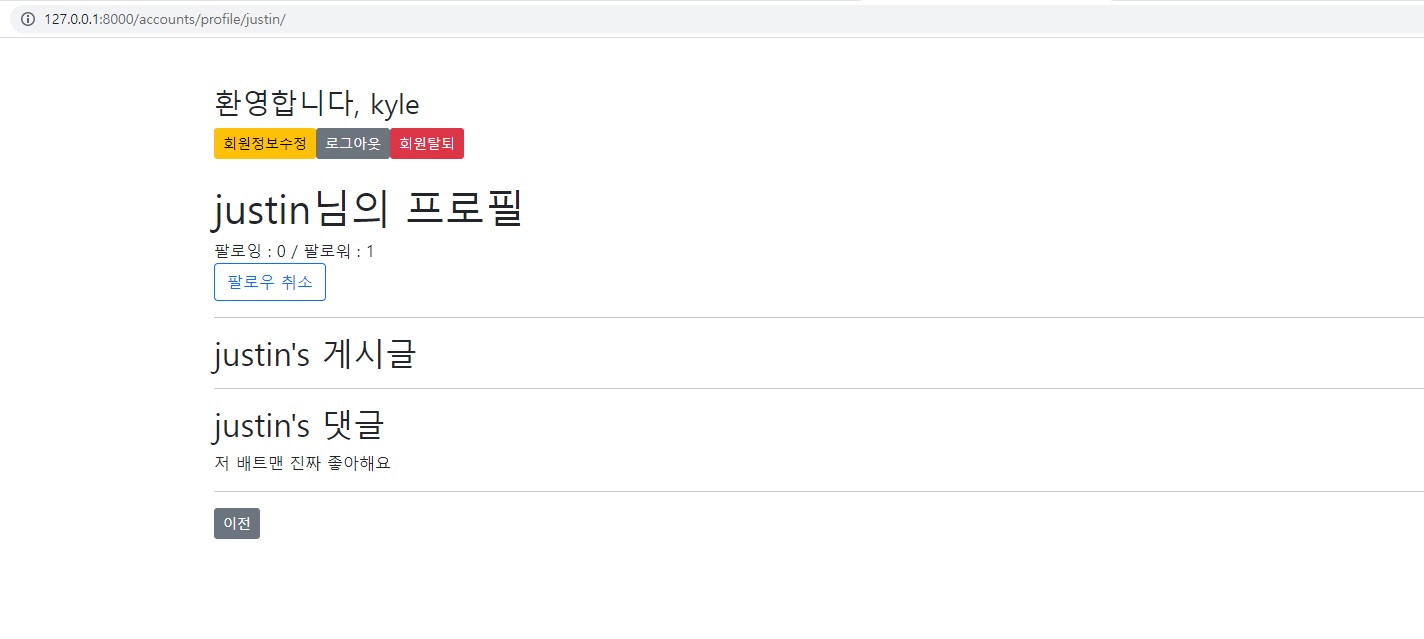 127.0.0.1:8000/accounts/profile/justin/
환영합니다, kyle
회원정보수정 로그아웃 회원탈퇴
justin님의 프로필
팔로잉 : 0 / 팔로워 : 1
팔로우 취소
justin's 게시글
justin's 댓글
저 배트맨 진짜 좋아해요
이전